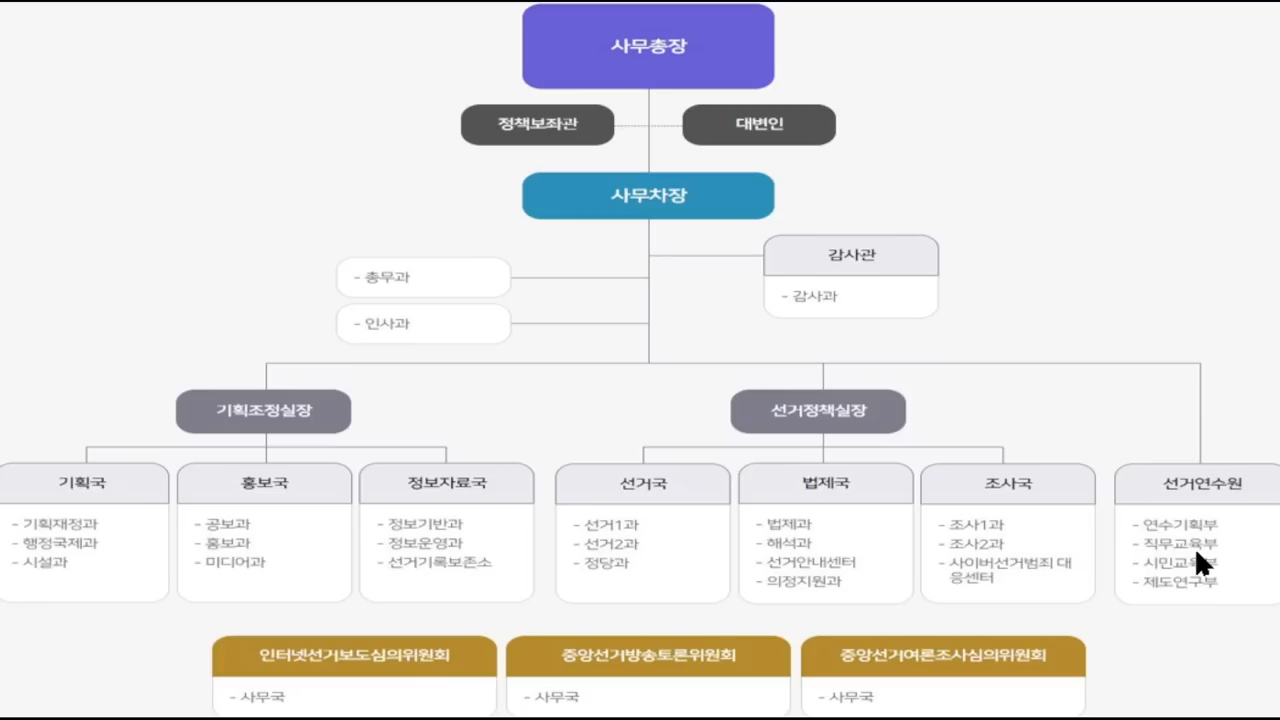 사무총장
정책보좌관
대변인
사무차장
감사관
- 감사과
- 총무과
- 인사과
기획조정실장
선거정책실장
기획국
- 기획재정과
- 행정국제과
- 시설과
홍보국
- 공보과
- 홍보과
- 미디어과
정보자료국
- 정보기반과
- 정보운영과
- 선거기록보존소
선거국
- 선거1과
- 선거2과
- 정당과
법제국
- 법제과
- 해석과
- 선거안내센터
- 의정지원과
조사국
- 조사1과
- 조사2과
- 사이버선거범죄 대
응센터
선거연수원
- 연수기획부
- 직무교육부
- 시민교육부
- 제도연구부
인터넷선거보도심의위원회
- 사무국
중앙선거방송토론위원회
- 사무국
중앙선거여론조사심의위원회
- 사무국